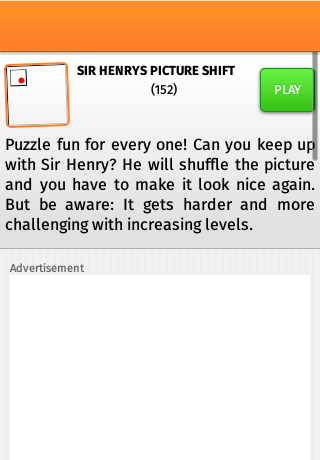 SIR HENRYS PICTURE SHIFT
(152)
PLAY
Puzzle fun for every one! Can you keep up
with Sir Henry? He will shuffle the picture
and you have to make it look nice again.
But be aware: It gets harder and more
challenging with increasing levels.
Advertisement